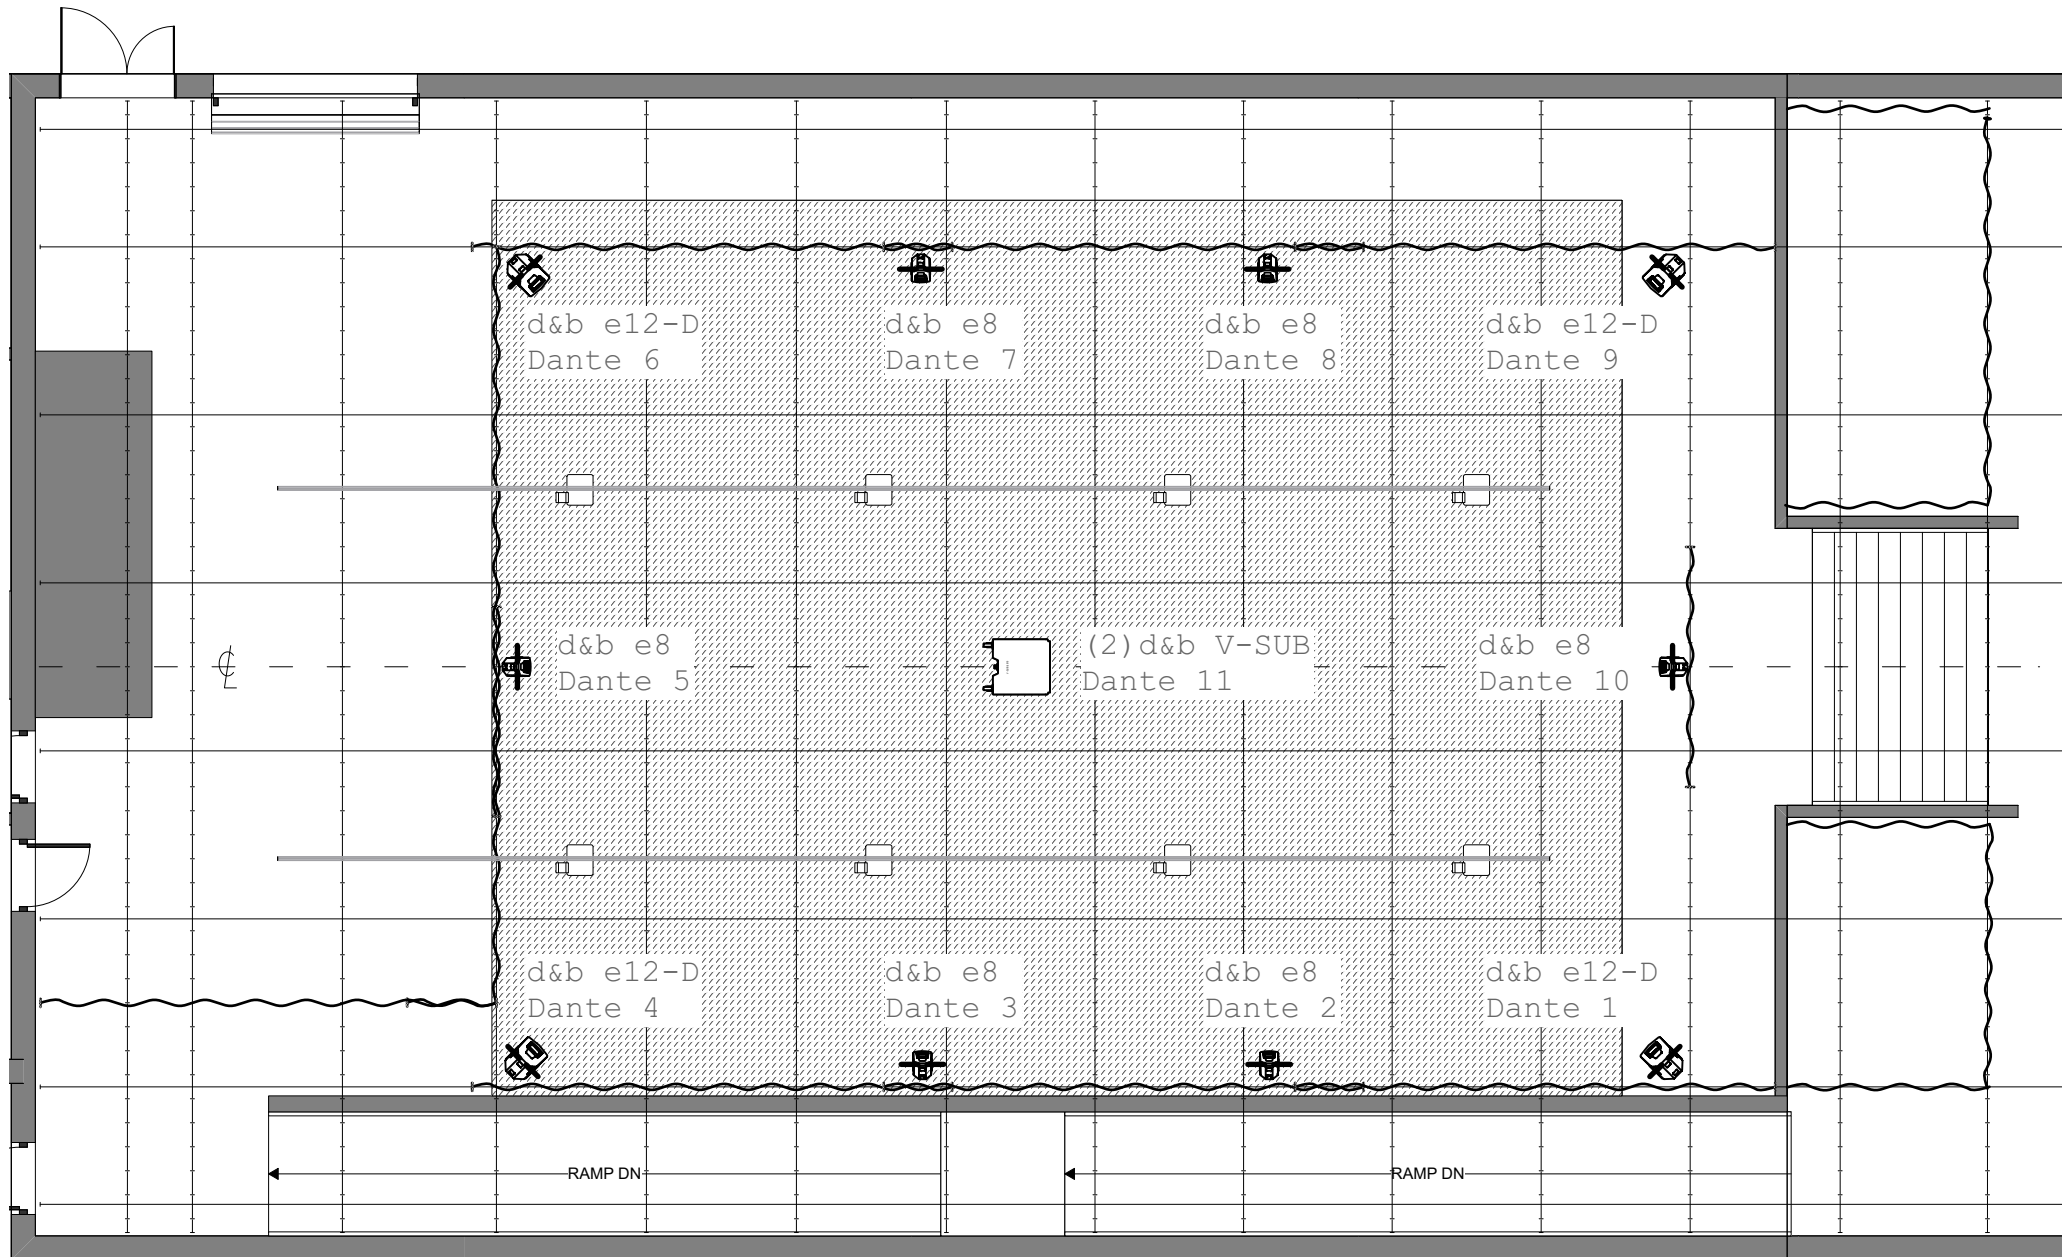 d&b e12-D
Dante 6
d&b e8
Dante 7
d&b e8
Dante 8
d&b e12-D
Dante 9
℄
d&b e8
Dante 5
(2)d&b V-SUB
Dante 11
d&b e8
Dante 10
d&b e12-D
Dante 4
d&b e8
Dante 3
d&b e8
Dante 2
d&b e12-D
Dante 1
RAMP DN
RAMP DN